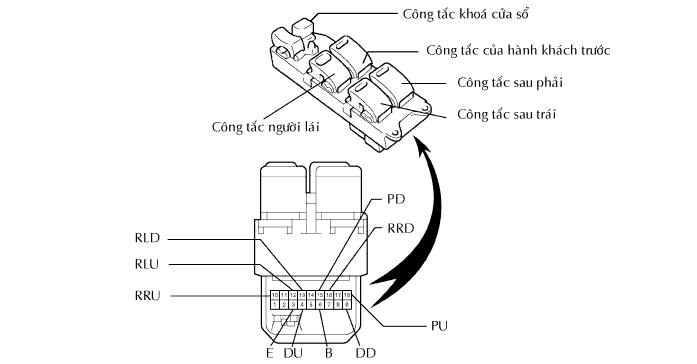 Công tắc khoá cửa sổ
Công tắc của hành khách trước
Công tắc sau phải
Công tắc sau trái
Công tắc người lái
PD
RRD
RLD
RLU
RRU
10 11 12 13 14 15 16 17 18
1 2 3 4 5 6 7 8 9
PU
E DU B DD